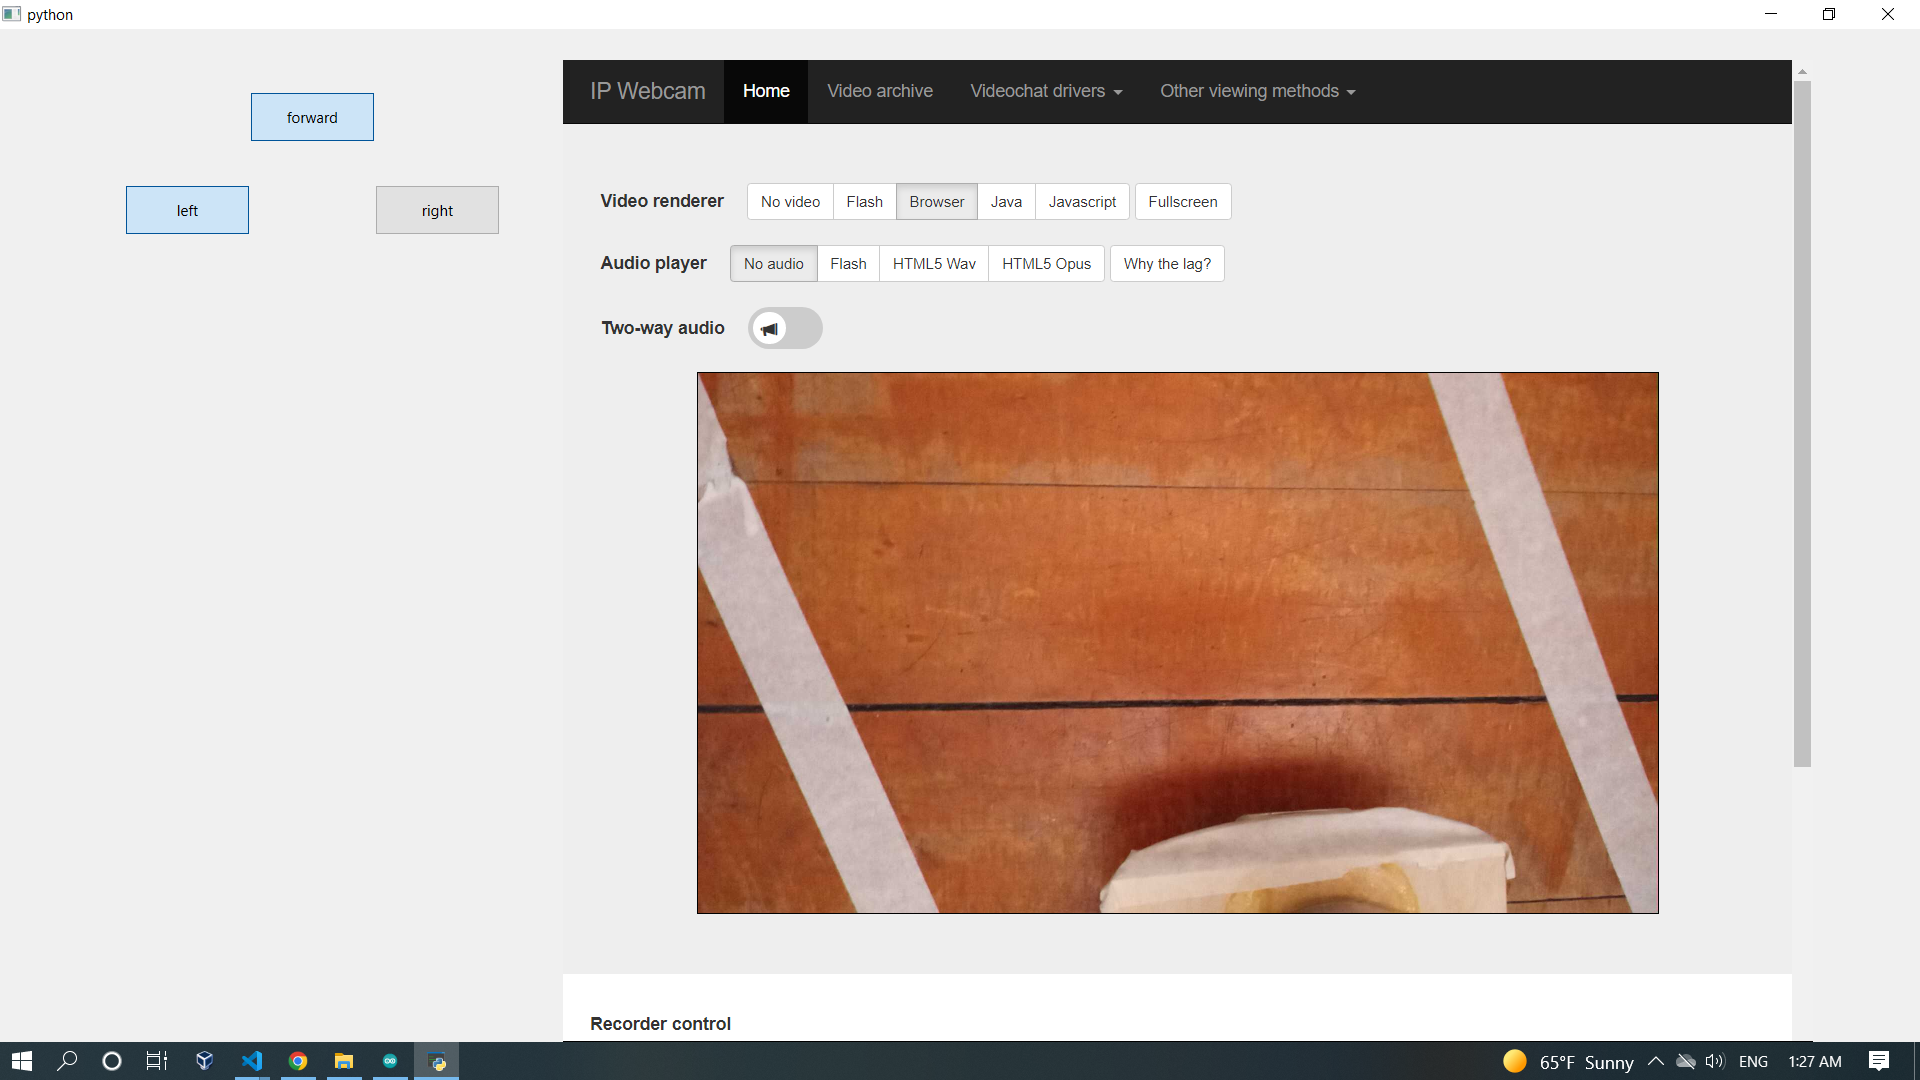 python
forward
left right
IP Webcam Home Video archive Videochat drivers Other viewing methods
Video renderer No video Flash Browser Java Javascript Fullscreen
Audio player No audio Flash HTML5 Wav HTML5 Opus Why the lag?
Two-way audio
Recorder control
65°F Sunny ENG 1:27 AM